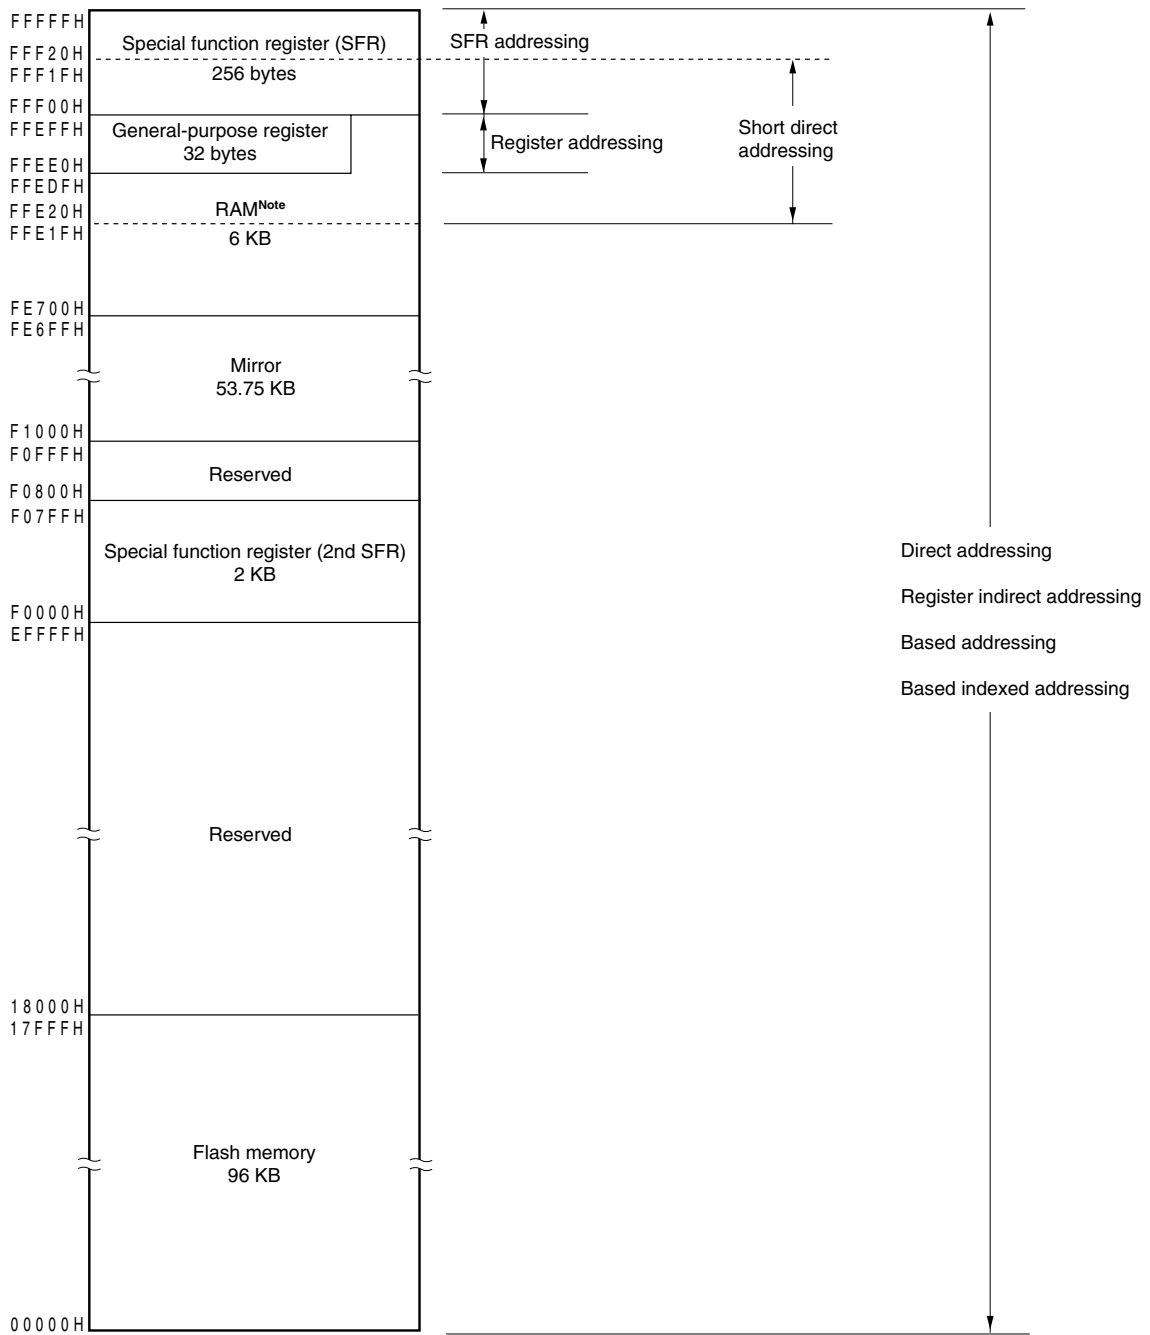 FFFFFH
Special function register (SFR)
SFR addressing
FFF20H
FFF1FH
256 bytes
FFF00H
FFEFFH
General-purpose register
32 bytes
Register addressing
Short direct
addressing
FFEE0H
FFEDFH
FFE20H
RAMNote
FFE1FH
6 KB
FE700H
FE6FFH
Mirror
53.75 KB
F1000H
F0FFFH
Reserved
F0800H
F07FFH
Special function register (2nd SFR)
2 KB
Direct addressing
Register indirect addressing
Based addressing
Based indexed addressing
F0000H
EFFFFH
Reserved
18000H
17FFFH
Flash memory
96 KB
00000H